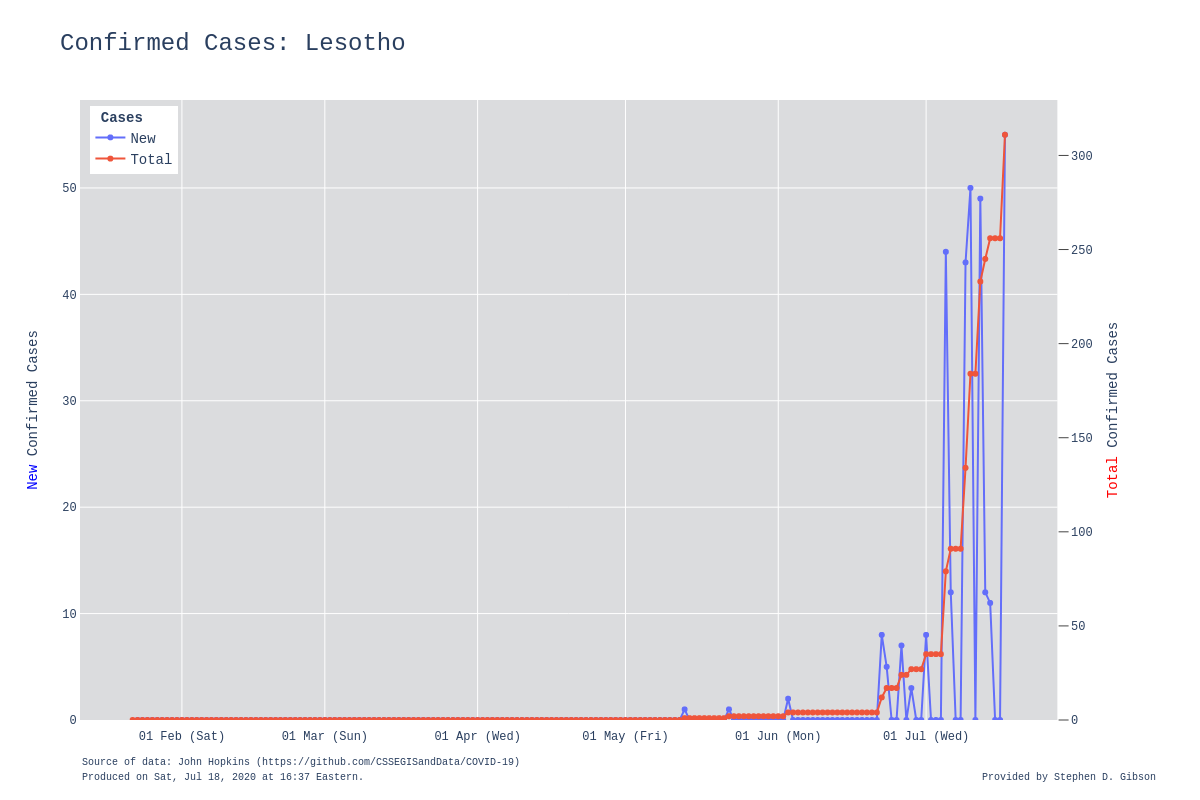 Confirmed Cases: Lesotho
Cases
New
Total
50
40
30
20
10
0
New Confirmed Cases
300
250
200
150
100
50
0
Total Confirmed Cases
01 Feb (Sat)
01 Mar (Sun)
01 Apr (Wed)
01 May (Fri)
01 Jun (Mon)
01 Jul (Wed)
Source of data: John Hopkins (https://github.com/CSSEGISandData/COVID-19)
Produced on Sat, Jul 18, 2020 at 16:37 Eastern.
Provided by Stephen D. Gibson